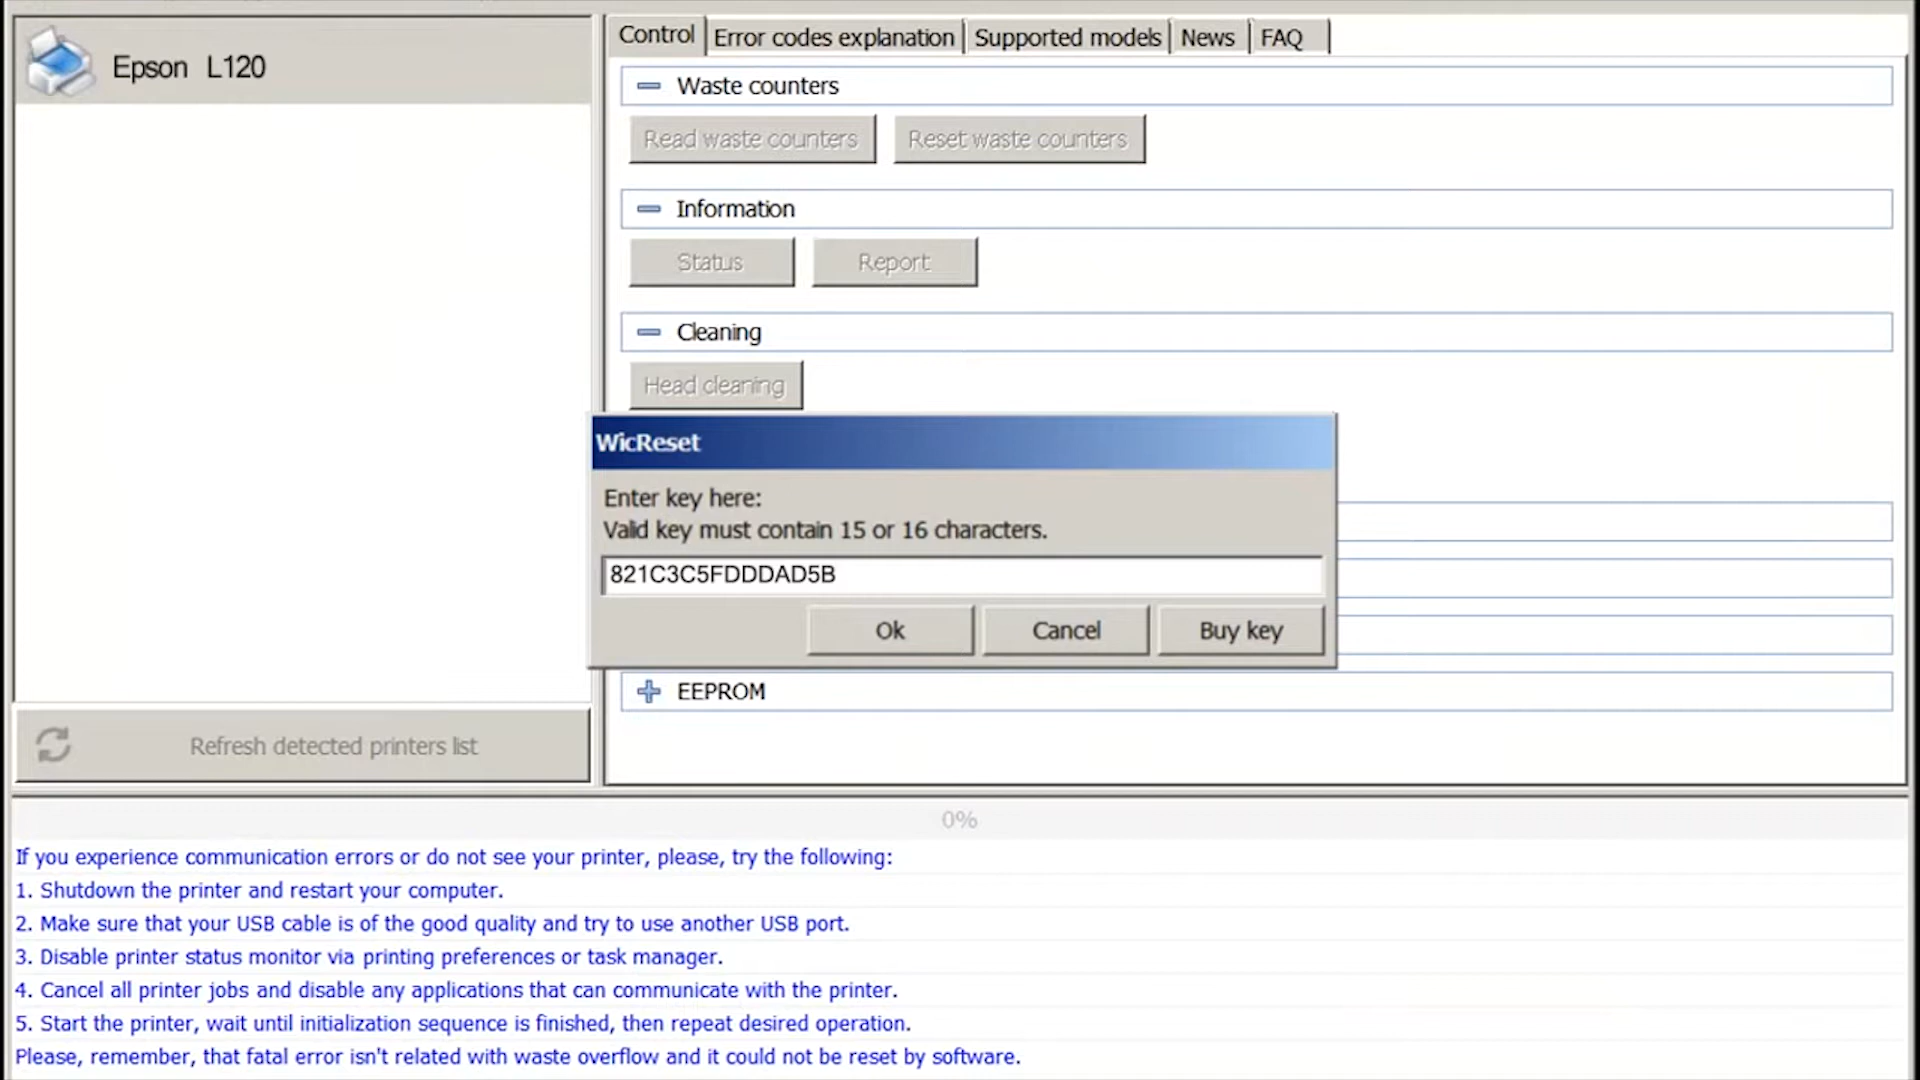 Epson L120
Control
Error codes explanation
Supported models
News
FAQ
Waste counters
Read waste counters
Reset waste counters
Information
Status
Report
Cleaning
Head cleaning
WicReset
Enter key here:
Valid key must contain 15 or 16 characters.
821C3C5FDDDAD5B
Ok
Cancel
Buy key
EEPROM
Refresh detected printers list
0%
If you experience communication errors or do not see your printer, please, try the following:
1. Shutdown the printer and restart your computer.
2. Make sure that your USB cable is of the good quality and try to use another USB port.
3. Disable printer status monitor via printing preferences or task manager.
4. Cancel all printer jobs and disable any applications that can communicate with the printer.
5. Start the printer, wait until initialization sequence is finished, then repeat desired operation.
Please, remember, that fatal error isn't related with waste overflow and it could not be reset by software.